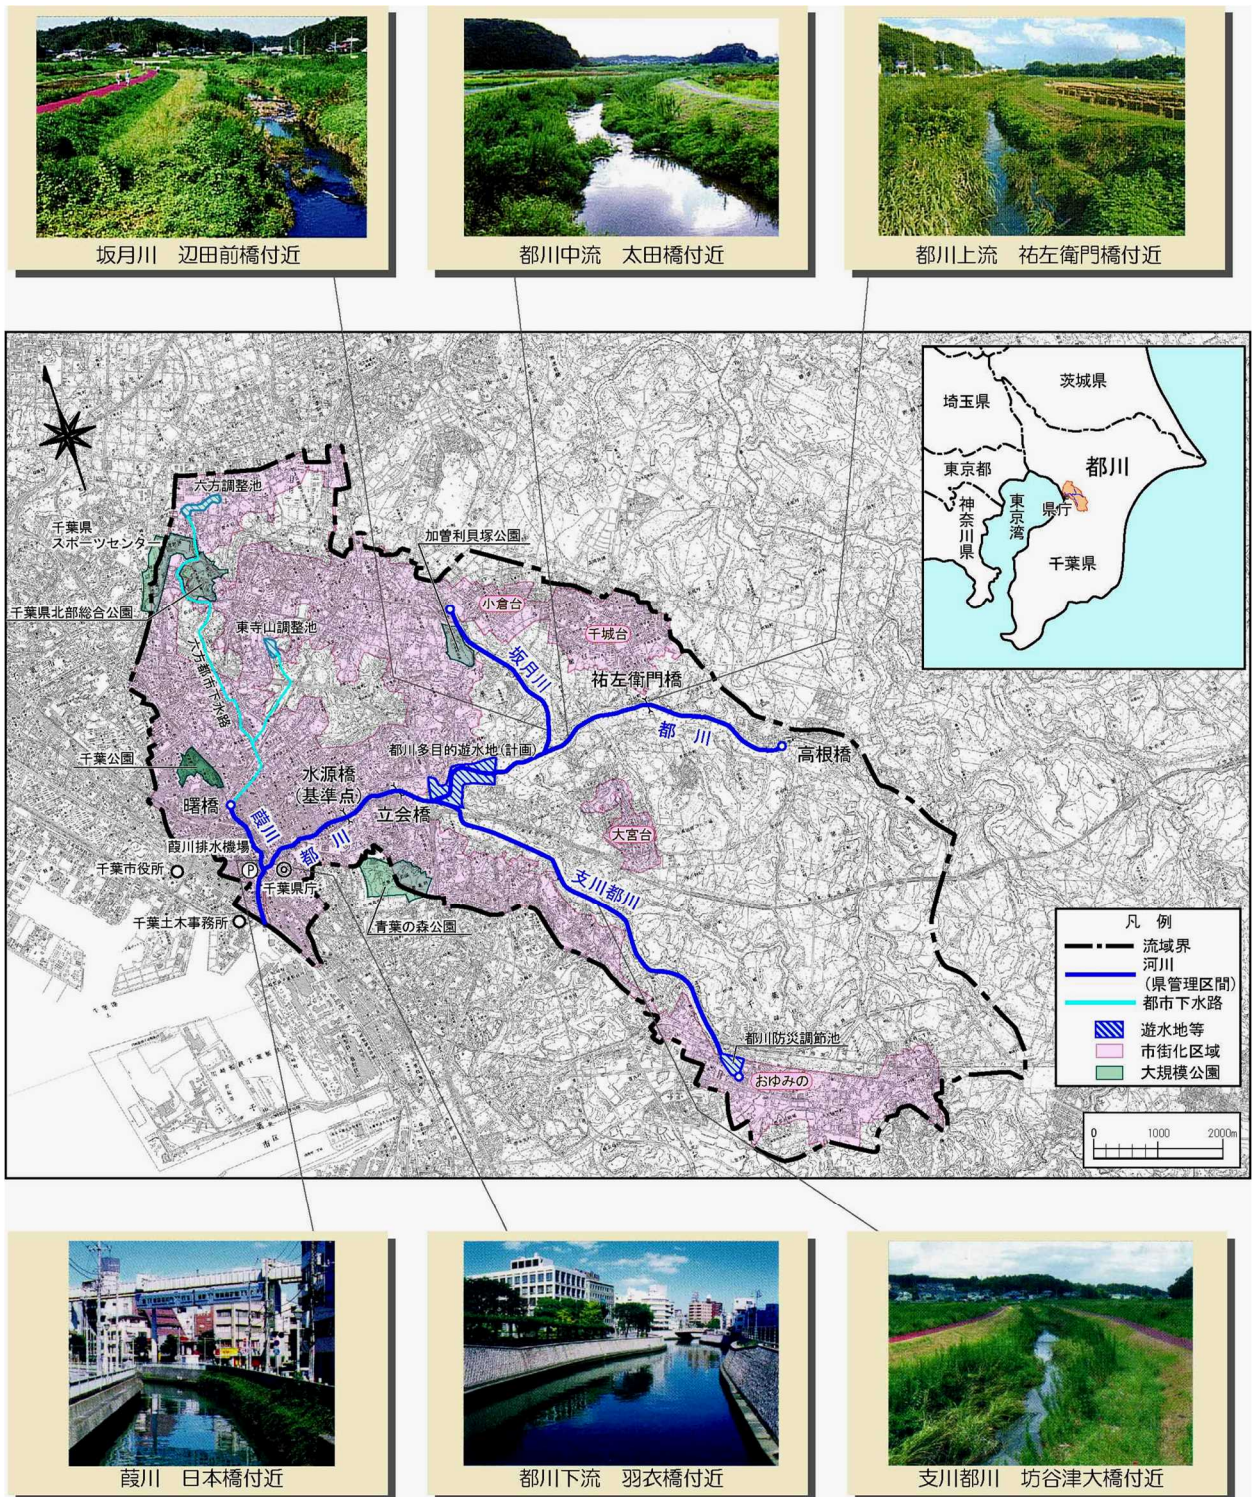 坂月川　辺田前橋付近
都川中流　太田橋付近
都川上流　祐左衛門橋付近
茨城県
埼玉県
東京都
都川
神奈川県
東京湾
県庁
千葉県
六方調整池
千葉県
スポーツセンター
加曽利貝塚公園
小倉台
千葉県北部総合公園
千城台
東寺山調整池
坂月川
六方都市下水路
祐左衛門橋
都川
都川多目的遊水地(計画)
高根橋
千葉公園
水源橋
(基準点)
曙橋
立会橋
葭川
都川
大宮台
葭川排水機場
千葉市役所
P
千葉県庁
支川都川
千葉土木事務所
青葉の森公園
都川防災調節池
おゆみの
凡例
流域界
河川
(県管理区間)
都市下水路
遊水地等
市街化区域
大規模公園
0 1000 2000m
葭川　日本橋付近
都川下流　羽衣橋付近
支川都川　坊谷津大橋付近